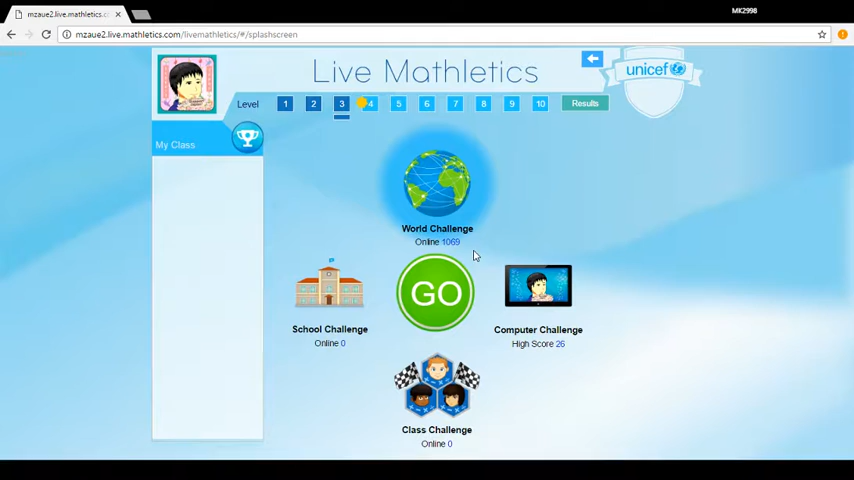 MK2998
mzaue2.live.mathletics.c
mzaue2.live.mathletics.com/livemathletics/#/splashscreen
Live Mathletics
unicef
Level 1 2 3 4 5 6 7 8 9 10 Results
My Class
World Challenge
Online 1069
GO
School Challenge
Online 0
Computer Challenge
High Score 26
Class Challenge
Online 0